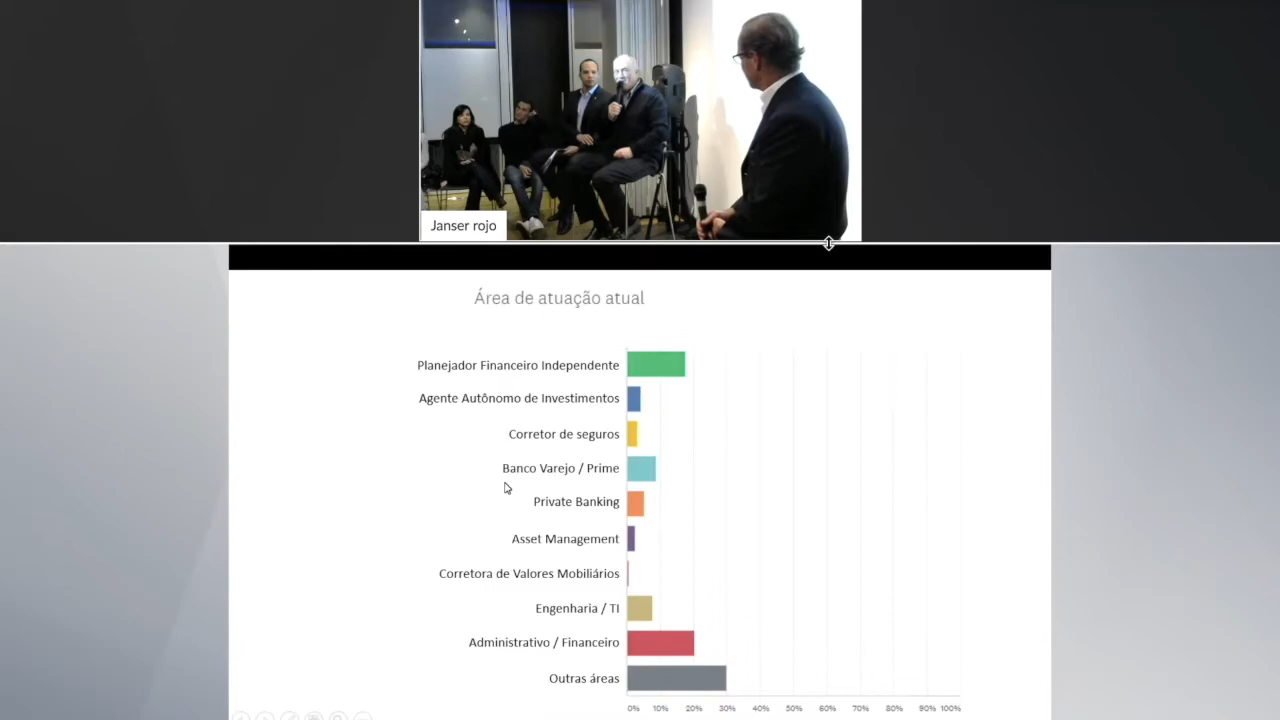 Janser rojo
Área de atuação atual
Planejador Financeiro Independente
Agente Autônomo de Investimentos
Corretor de seguros
Banco Varejo / Prime
Private Banking
Asset Management
Corretora de Valores Mobiliários
Engenharia / TI
Administrativo / Financeiro
Outras áreas
0% 10% 20% 30% 40% 50% 60% 70% 80% 90% 100%